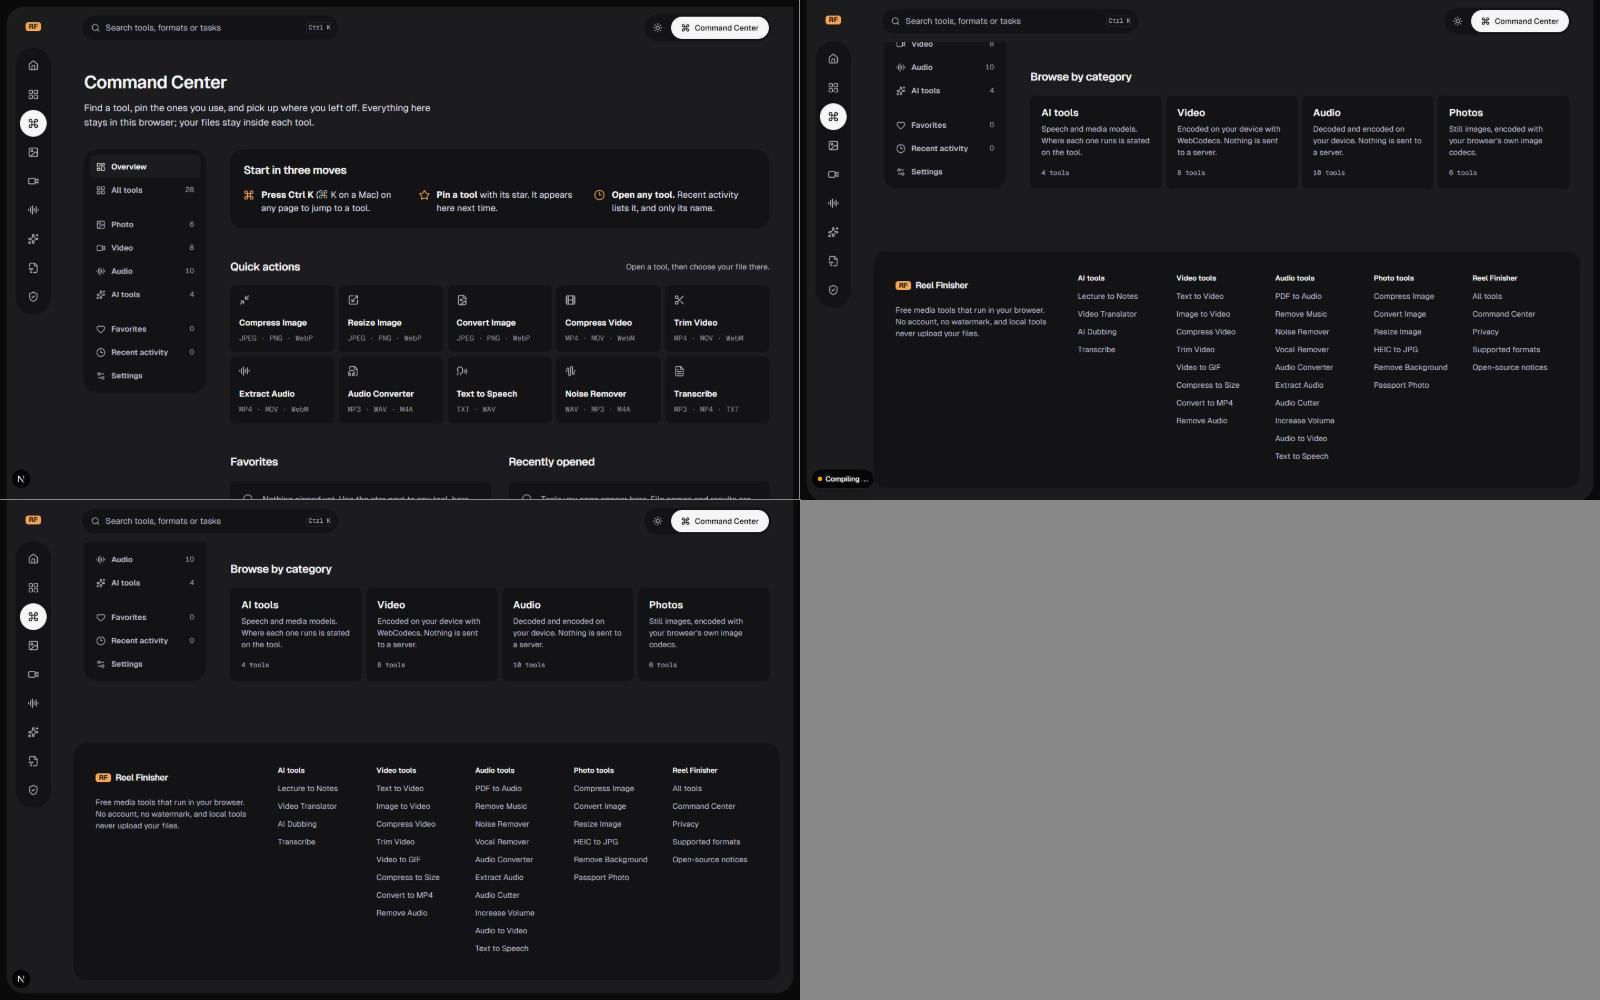 RF
Search tools, formats or tasks
Ctrl K
Command Center
Command Center
Find a tool, pin the ones you use, and pick up where you left off. Everything here
stays in this browser; your files stay inside each tool.
Overview
All tools 28
Photo 6
Video 8
Audio 10
AI tools 4
Favorites 0
Recent activity 0
Settings
Start in three moves
Press Ctrl K (⌘ K on a Mac) on
any page to jump to a tool.
Pin a tool with its star. It appears
here next time.
Open any tool. Recent activity
lists it, and only its name.
Quick actions
Open a tool, then choose your file there.
Compress Image
JPEG · PNG · WebP
Resize Image
JPEG · PNG · WebP
Convert Image
JPEG · PNG · WebP
Compress Video
MP4 · MOV · WebM
Trim Video
MP4 · MOV · WebM
Extract Audio
MP4 · MOV · WebM
Audio Converter
MP3 · WAV · M4A
Text to Speech
TXT · WAV
Noise Remover
WAV · MP3 · M4A
Transcribe
MP3 · MP4 · TXT
Favorites
Recently opened
Nothing pinned yet. Use the star next to any tool, here
Tools you open appear here. File names and results are
N
RF
Search tools, formats or tasks
Ctrl K
Command Center
Video 8
Audio 10
AI tools 4
Favorites 0
Recent activity 0
Settings
Browse by category
AI tools
Speech and media models.
Where each one runs is stated
on the tool.
4 tools
Video
Encoded on your device with
WebCodecs. Nothing is sent
to a server.
8 tools
Audio
Decoded and encoded on
your device. Nothing is sent to
a server.
10 tools
Photos
Still images, encoded with
your browser's own image
codecs.
6 tools
RF Reel Finisher
Free media tools that run in your browser.
No account, no watermark, and local tools
never upload your files.
AI tools
Lecture to Notes
Video Translator
AI Dubbing
Transcribe
Video tools
Text to Video
Image to Video
Compress Video
Trim Video
Video to GIF
Compress to Size
Convert to MP4
Remove Audio
Audio tools
PDF to Audio
Remove Music
Noise Remover
Vocal Remover
Audio Converter
Extract Audio
Audio Cutter
Increase Volume
Audio to Video
Text to Speech
Photo tools
Compress Image
Convert Image
Resize Image
HEIC to JPG
Remove Background
Passport Photo
Reel Finisher
All tools
Command Center
Privacy
Supported formats
Open-source notices
Compiling ...
RF
Search tools, formats or tasks
Ctrl K
Command Center
Audio 10
AI tools 4
Favorites 0
Recent activity 0
Settings
Browse by category
AI tools
Speech and media models.
Where each one runs is stated
on the tool.
4 tools
Video
Encoded on your device with
WebCodecs. Nothing is sent
to a server.
8 tools
Audio
Decoded and encoded on
your device. Nothing is sent to
a server.
10 tools
Photos
Still images, encoded with
your browser's own image
codecs.
6 tools
RF Reel Finisher
Free media tools that run in your browser.
No account, no watermark, and local tools
never upload your files.
AI tools
Lecture to Notes
Video Translator
AI Dubbing
Transcribe
Video tools
Text to Video
Image to Video
Compress Video
Trim Video
Video to GIF
Compress to Size
Convert to MP4
Remove Audio
Audio tools
PDF to Audio
Remove Music
Noise Remover
Vocal Remover
Audio Converter
Extract Audio
Audio Cutter
Increase Volume
Audio to Video
Text to Speech
Photo tools
Compress Image
Convert Image
Resize Image
HEIC to JPG
Remove Background
Passport Photo
Reel Finisher
All tools
Command Center
Privacy
Supported formats
Open-source notices
N